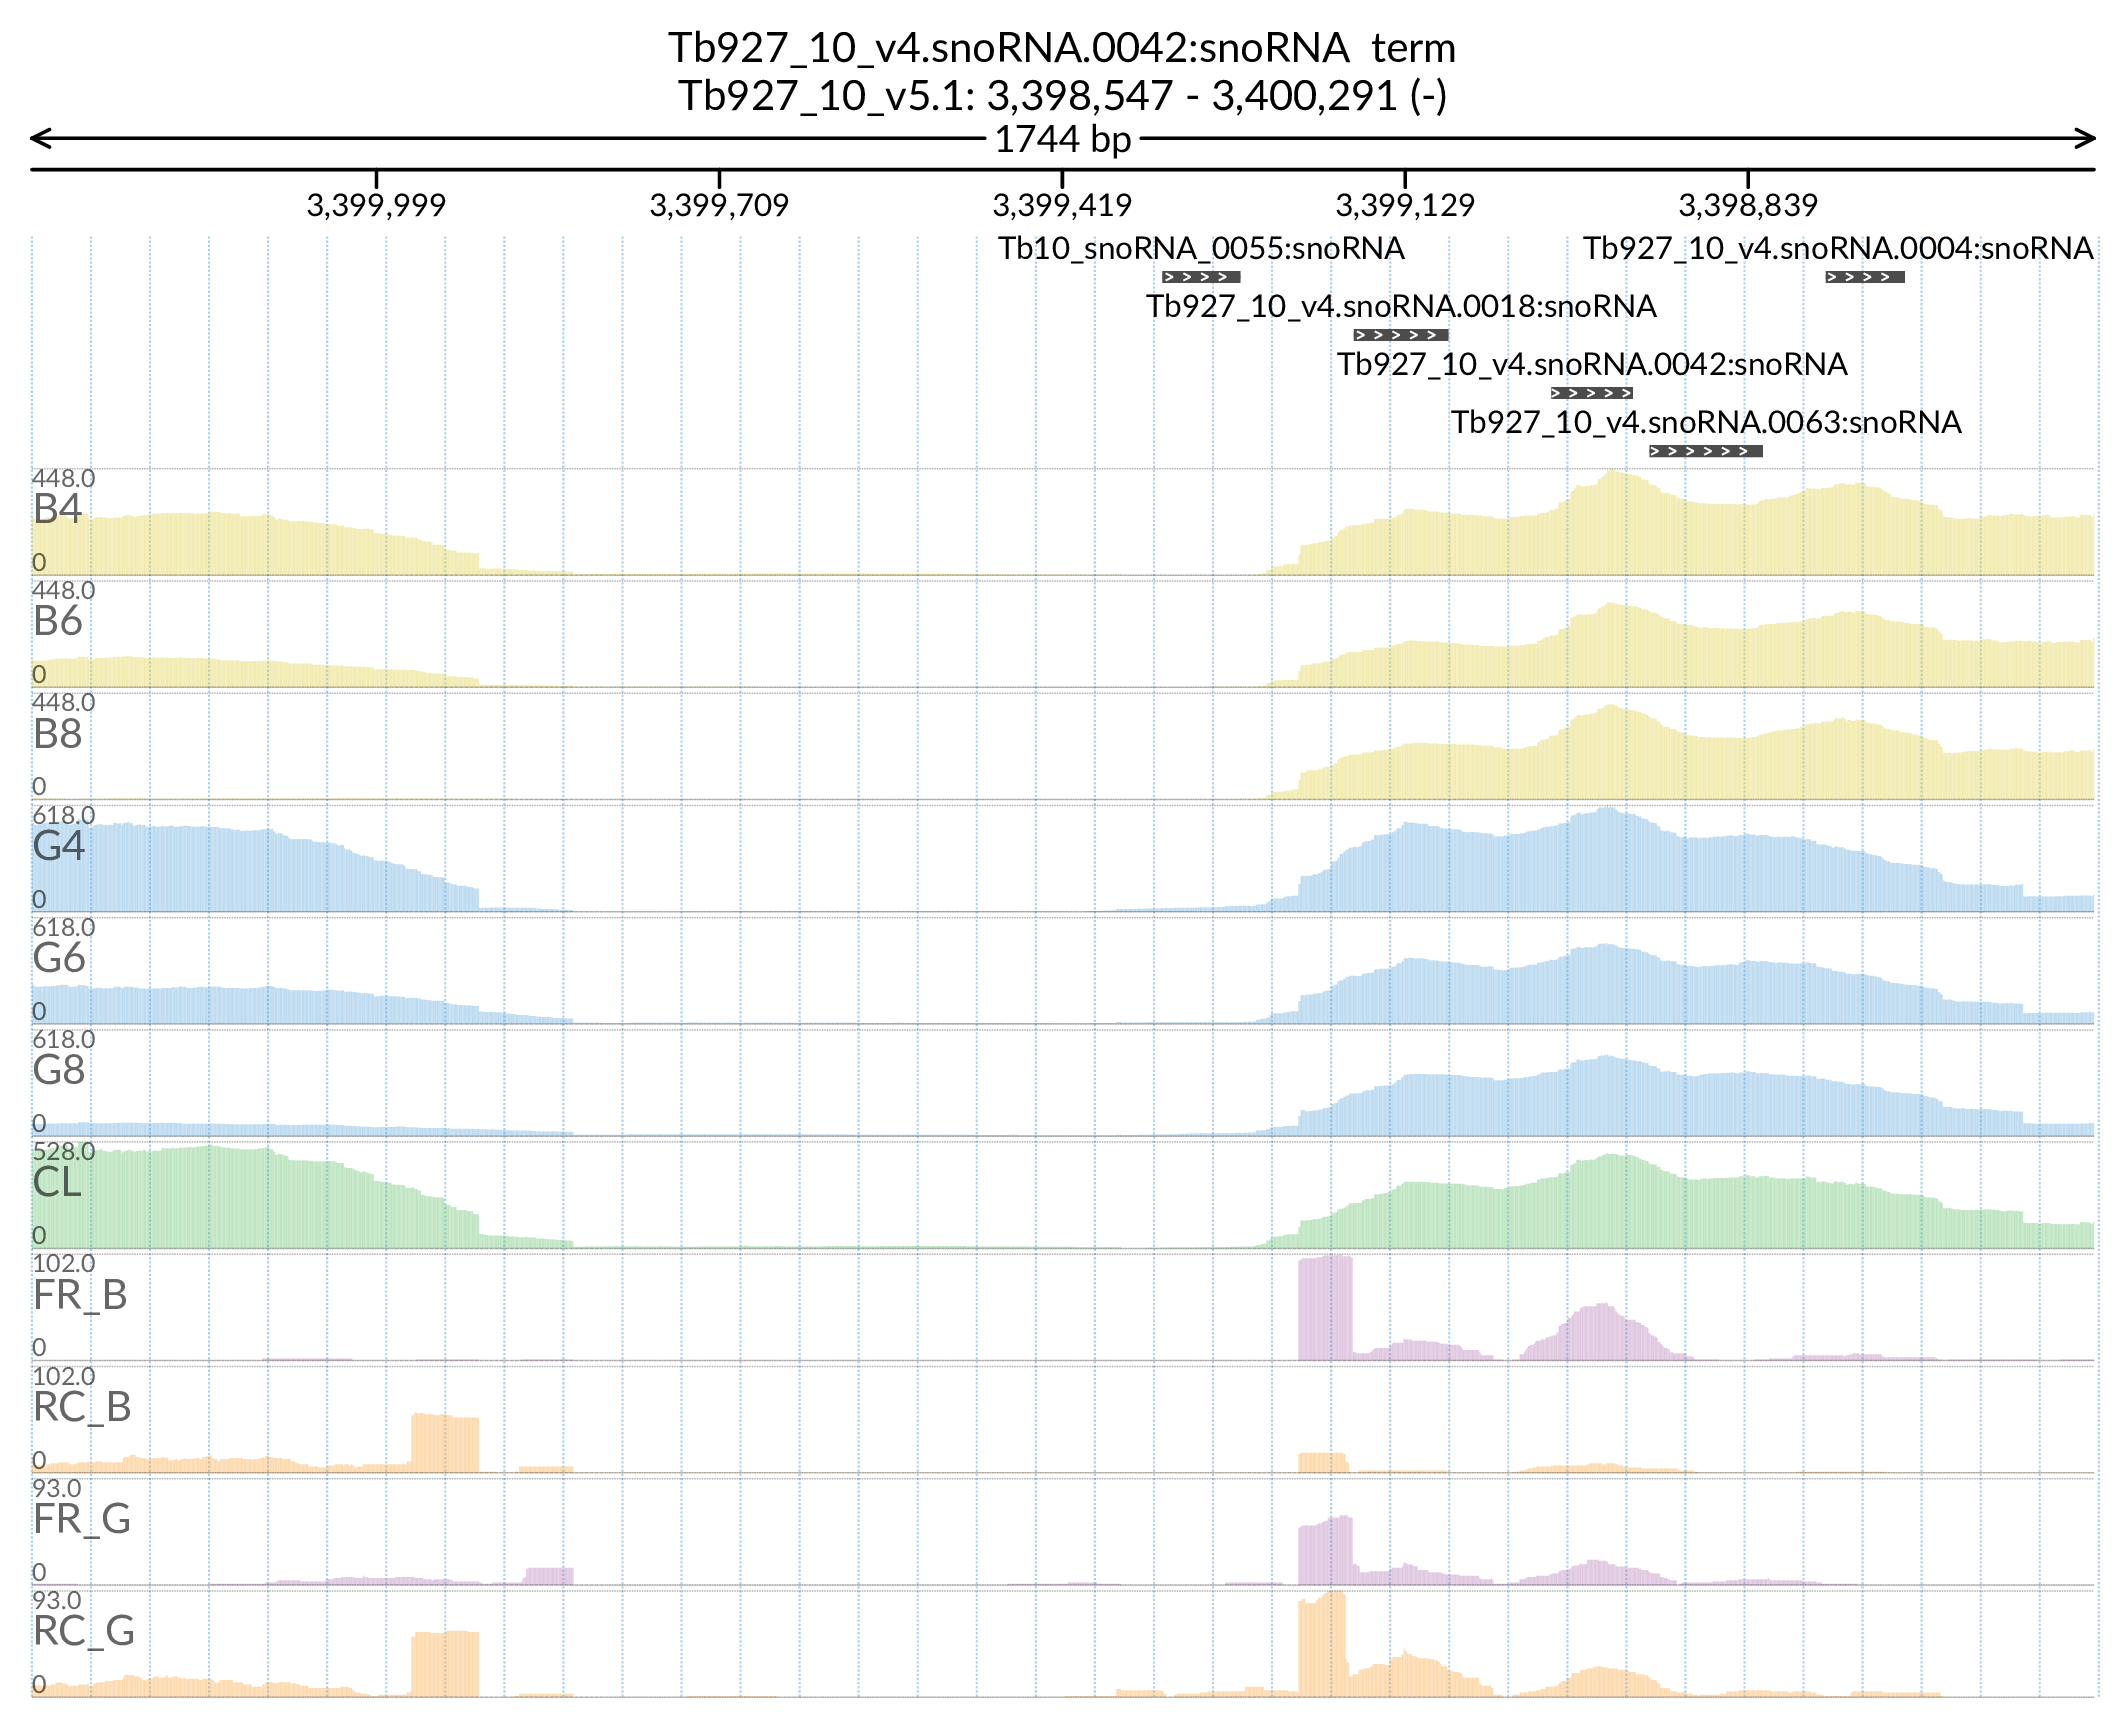 Tb927_10_v4.snoRNA.0042:snoRNA  term
Tb927_10_v5.1: 3,398,547 - 3,400,291 (-)
1744 bp
3,399,999 3,399,709 3,399,419 3,399,129 3,398,839
Tb10_snoRNA_0055:snoRNA Tb927_10_v4.snoRNA.0004:snoRNA
Tb927_10_v4.snoRNA.0018:snoRNA
Tb927_10_v4.snoRNA.0042:snoRNA
Tb927_10_v4.snoRNA.0063:snoRNA
448.0
B4
0
448.0
B6
0
448.0
B8
0
618.0
G4
0
618.0
G6
0
618.0
G8
0
528.0
CL
0
102.0
FR_B
0
102.0
RC_B
0
93.0
FR_G
0
93.0
RC_G
0